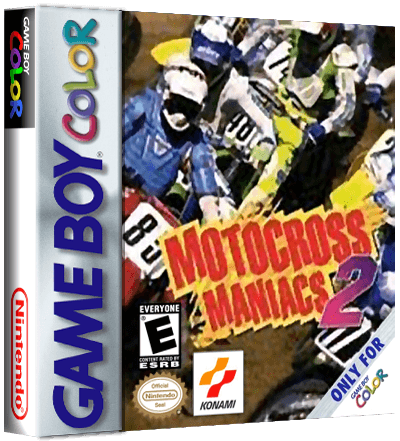 GAME BOY
COLOR
Nintendo
GAME BOY COLOR
MOTOCROSS
MANIACS 2
EVERYONE
E
CONTENT RATED BY
ESRB
Official
Nintendo
Seal
KONAMI
ONLY FOR
GAME BOY
COLOR